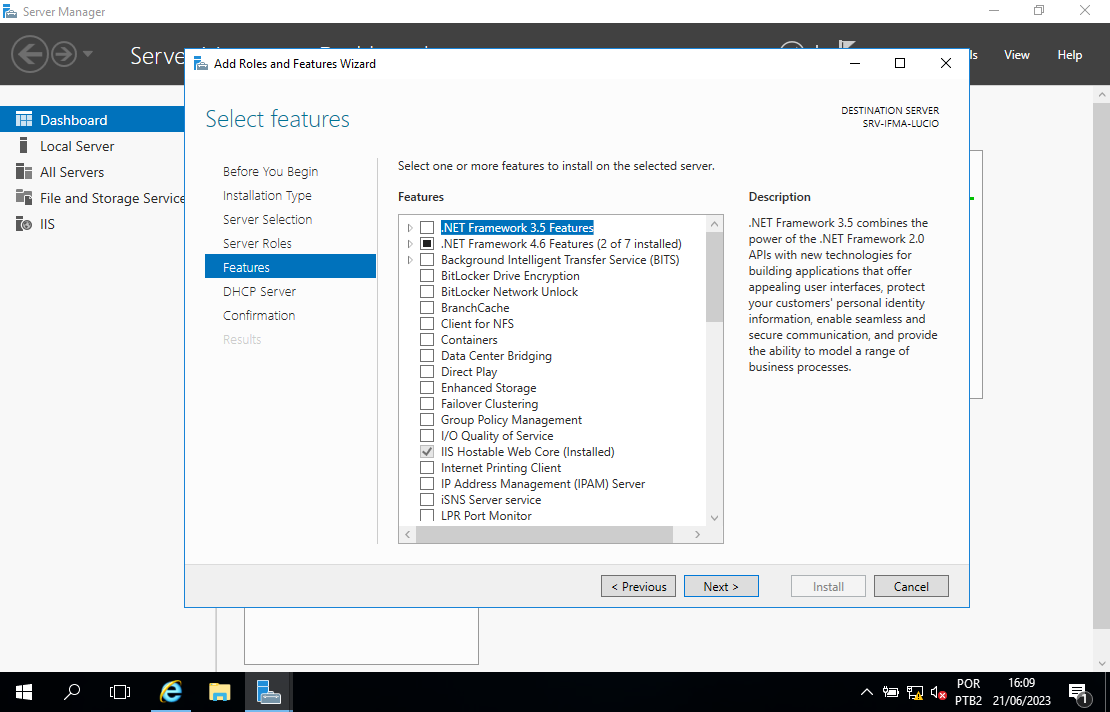 Server Manager
View
Help
Add Roles and Features Wizard
Select features
DESTINATION SERVER
SRV-IFMA-LUCIO
Dashboard
Local Server
All Servers
File and Storage Service
IIS
Before You Begin
Installation Type
Server Selection
Server Roles
Features
DHCP Server
Confirmation
Results
Select one or more features to install on the selected server.
Features
.NET Framework 3.5 Features
.NET Framework 4.6 Features (2 of 7 installed)
Background Intelligent Transfer Service (BITS)
BitLocker Drive Encryption
BitLocker Network Unlock
BranchCache
Client for NFS
Containers
Data Center Bridging
Direct Play
Enhanced Storage
Failover Clustering
Group Policy Management
I/O Quality of Service
IIS Hostable Web Core (Installed)
Internet Printing Client
IP Address Management (IPAM) Server
iSNS Server service
LPR Port Monitor
Description
.NET Framework 3.5 combines the
power of the .NET Framework 2.0
APIs with new technologies for
building applications that offer
appealing user interfaces, protect
your customers' personal identity
information, enable seamless and
secure communication, and provide
the ability to model a range of
business processes.
< Previous
Next >
Install
Cancel
POR
PTB2
16:09
21/06/2023
1